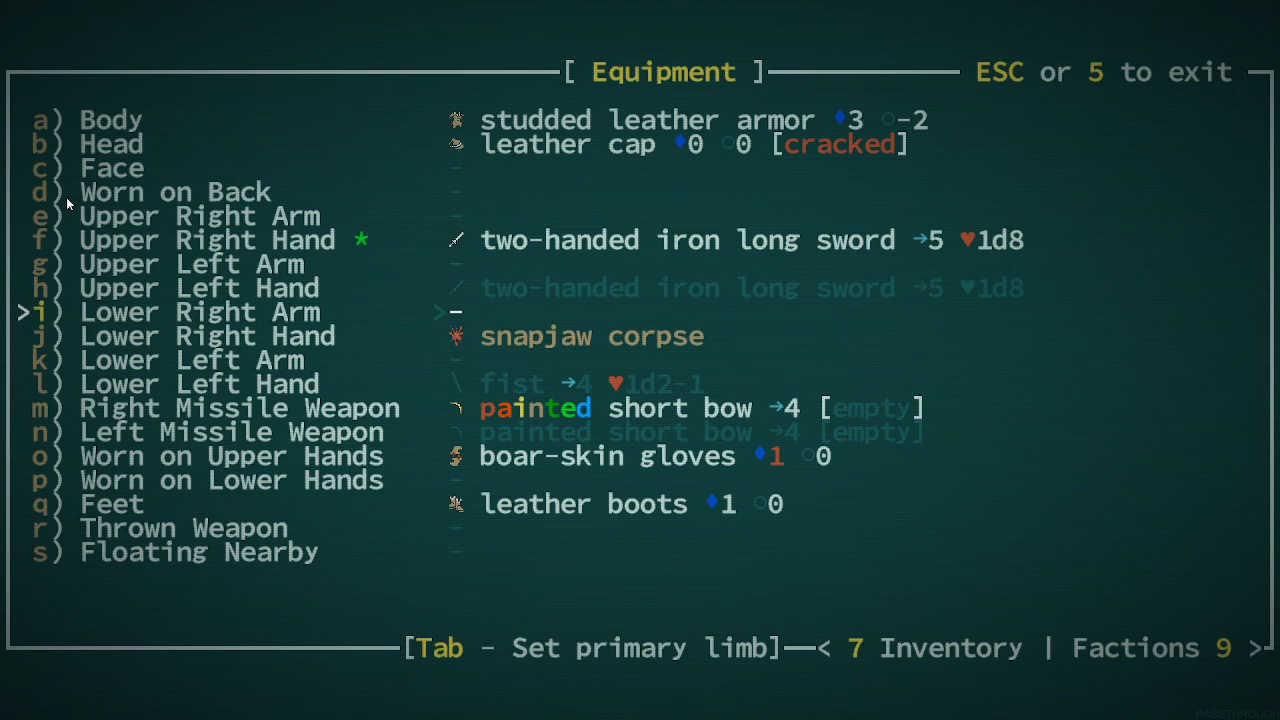 [ Equipment ] ESC or 5 to exit
a) Body studded leather armor ♦3 ○-2
b) Head leather cap ♦0 ○0 [cracked]
c) Face -
d) Worn on Back -
e) Upper Right Arm -
f) Upper Right Hand * two-handed iron long sword →5 ♥1d8
g) Upper Left Arm -
h) Upper Left Hand two-handed iron long sword →5 ♥1d8
>i) Lower Right Arm > -
j) Lower Right Hand snapjaw corpse
k) Lower Left Arm -
l) Lower Left Hand \ fist →4 ♥1d2-1
m) Right Missile Weapon painted short bow →4 [empty]
n) Left Missile Weapon painted short bow →4 [empty]
o) Worn on Upper Hands boar-skin gloves ♦1 ○0
p) Worn on Lower Hands -
q) Feet leather boots ♦1 ○0
r) Thrown Weapon -
s) Floating Nearby -
[Tab - Set primary limb] < 7 Inventory | Factions 9 >